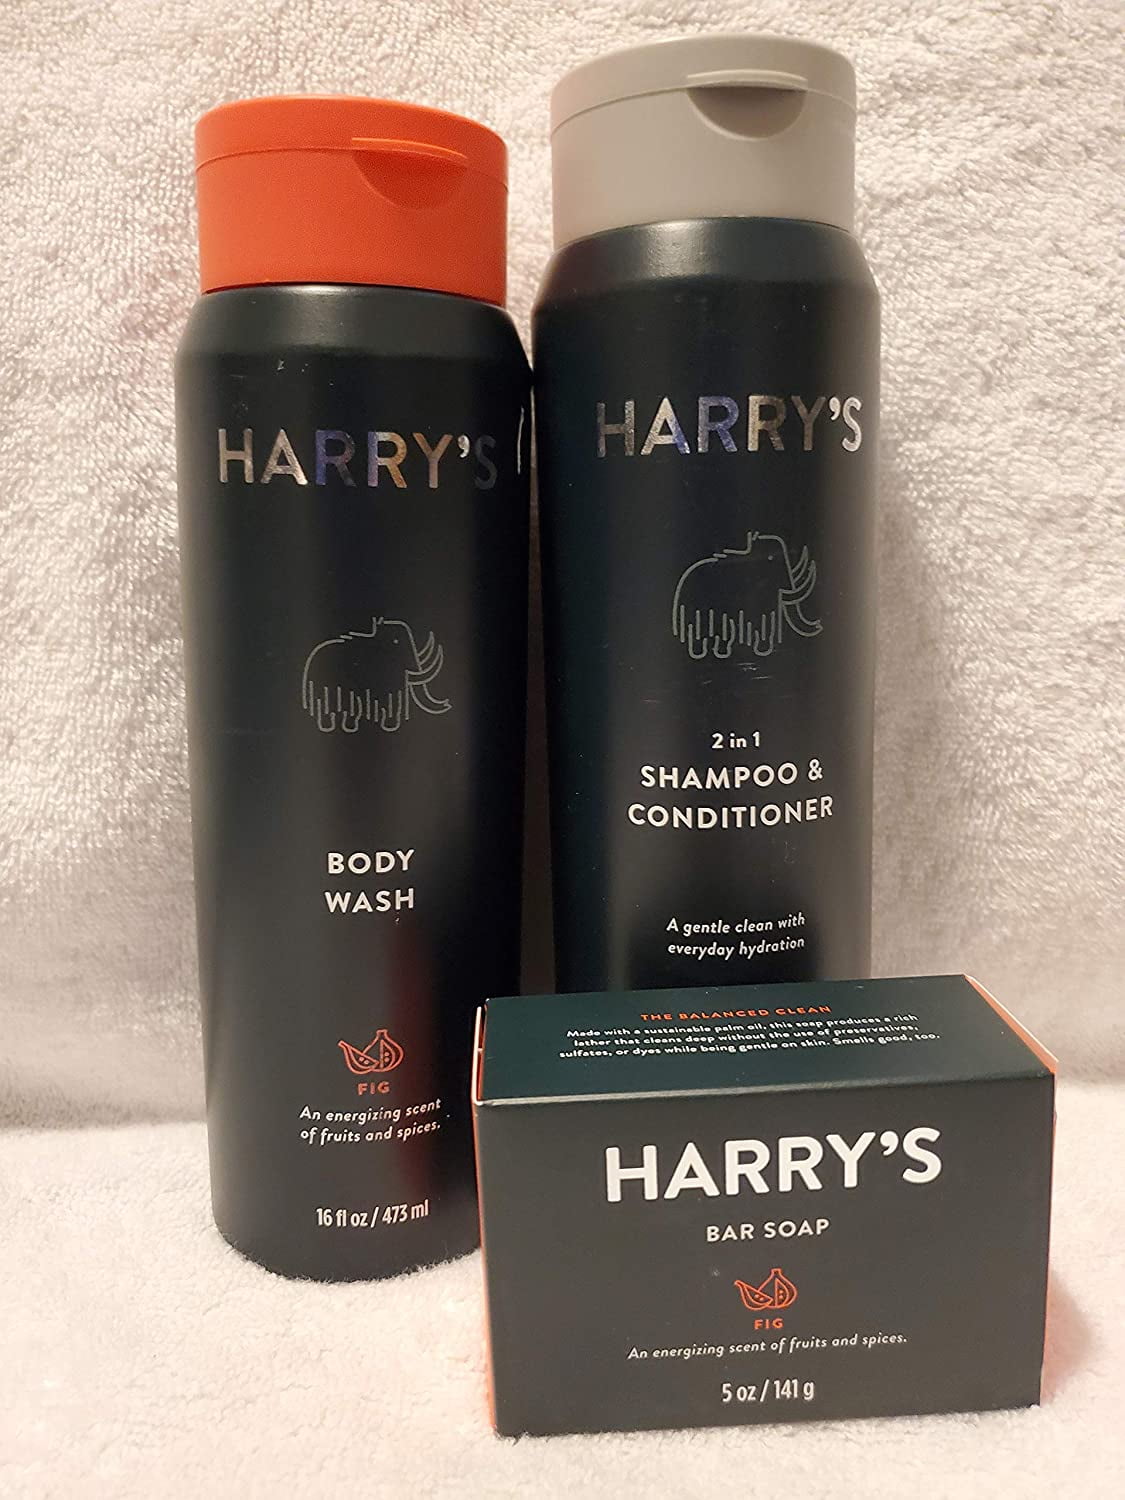 HARRY'S
BODY
WASH
FIG
An energizing scent
of fruits and spices.
16 fl oz / 473 ml
HARRY'S
2 in 1
SHAMPOO &
CONDITIONER
A gentle clean with
everyday hydration
THE BALANCED CLEAN
Made with a sustainable palm oil, this soap produces a rich
lather that cleans deep without the use of preservatives,
sulfates, or dyes while being gentle on skin. Smells good, too.
HARRY'S
BAR SOAP
FIG
An energizing scent of fruits and spices.
5 oz / 141 g